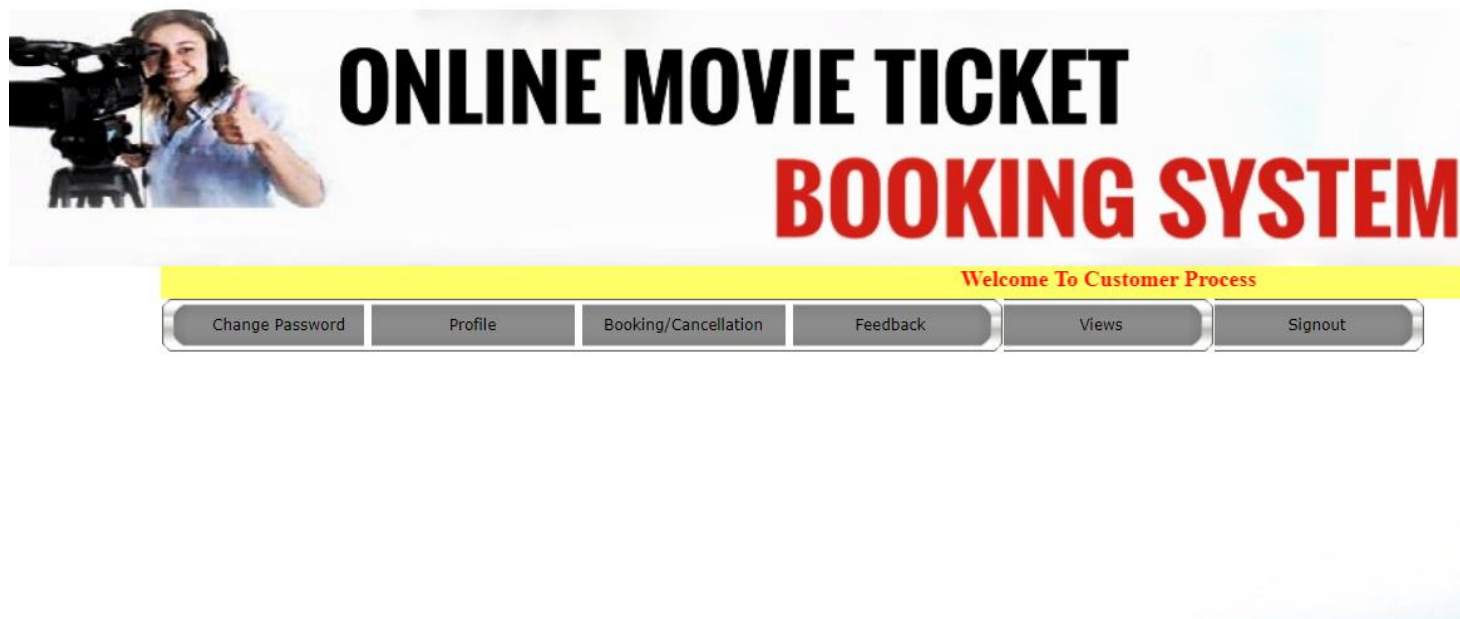 ONLINE MOVIE TICKET
BOOKING SYSTEM
Welcome To Customer Process
Change Password Profile Booking/Cancellation Feedback Views Signout